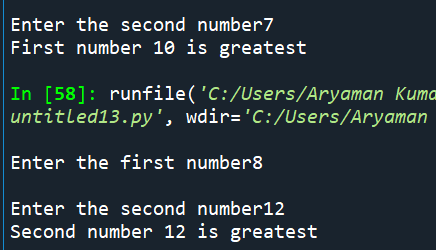 Enter the second number7
First number 10 is greatest
In [58]: runfile('C:/Users/Aryaman Kuma
untitled13.py', wdir='C:/Users/Aryaman
Enter the first number8
Enter the second number12
Second number 12 is greatest